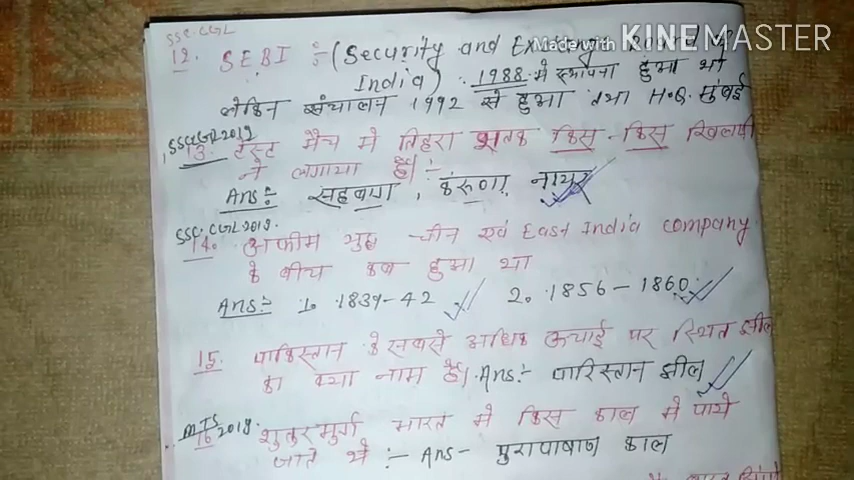 SSC.CGL
12. SEBI :- (Security and Exchange Board of
Made with KINEMASTER
India) . 1988 में स्थापना हुआ था
लेकिन संचालन 1992 से हुआ तथा H.Q. मुंबई
SSC CGL 2019
13. टेस्ट मैच मे तिहरा शतक किस-किस खिलाड़ी
ने लगाया है।:-
Ans:- सहवाग, करूणा नायर
SSC.CGL2019.
14. अफीम युद्ध चीन एवं East India Company
के बीच कब हुआ था
Ans:- 1. 1839-42 2. 1856-1860.
15. पाकिस्तान के सबसे अधिक ऊचाई पर स्थित झील
का क्या नाम है। Ans:- पारिस्तान झील
MTS 2019
16. शुतुरमुर्ग भारत मे किस काल मे पाये
जाते थे :- Ans- पुरापाषाण काल